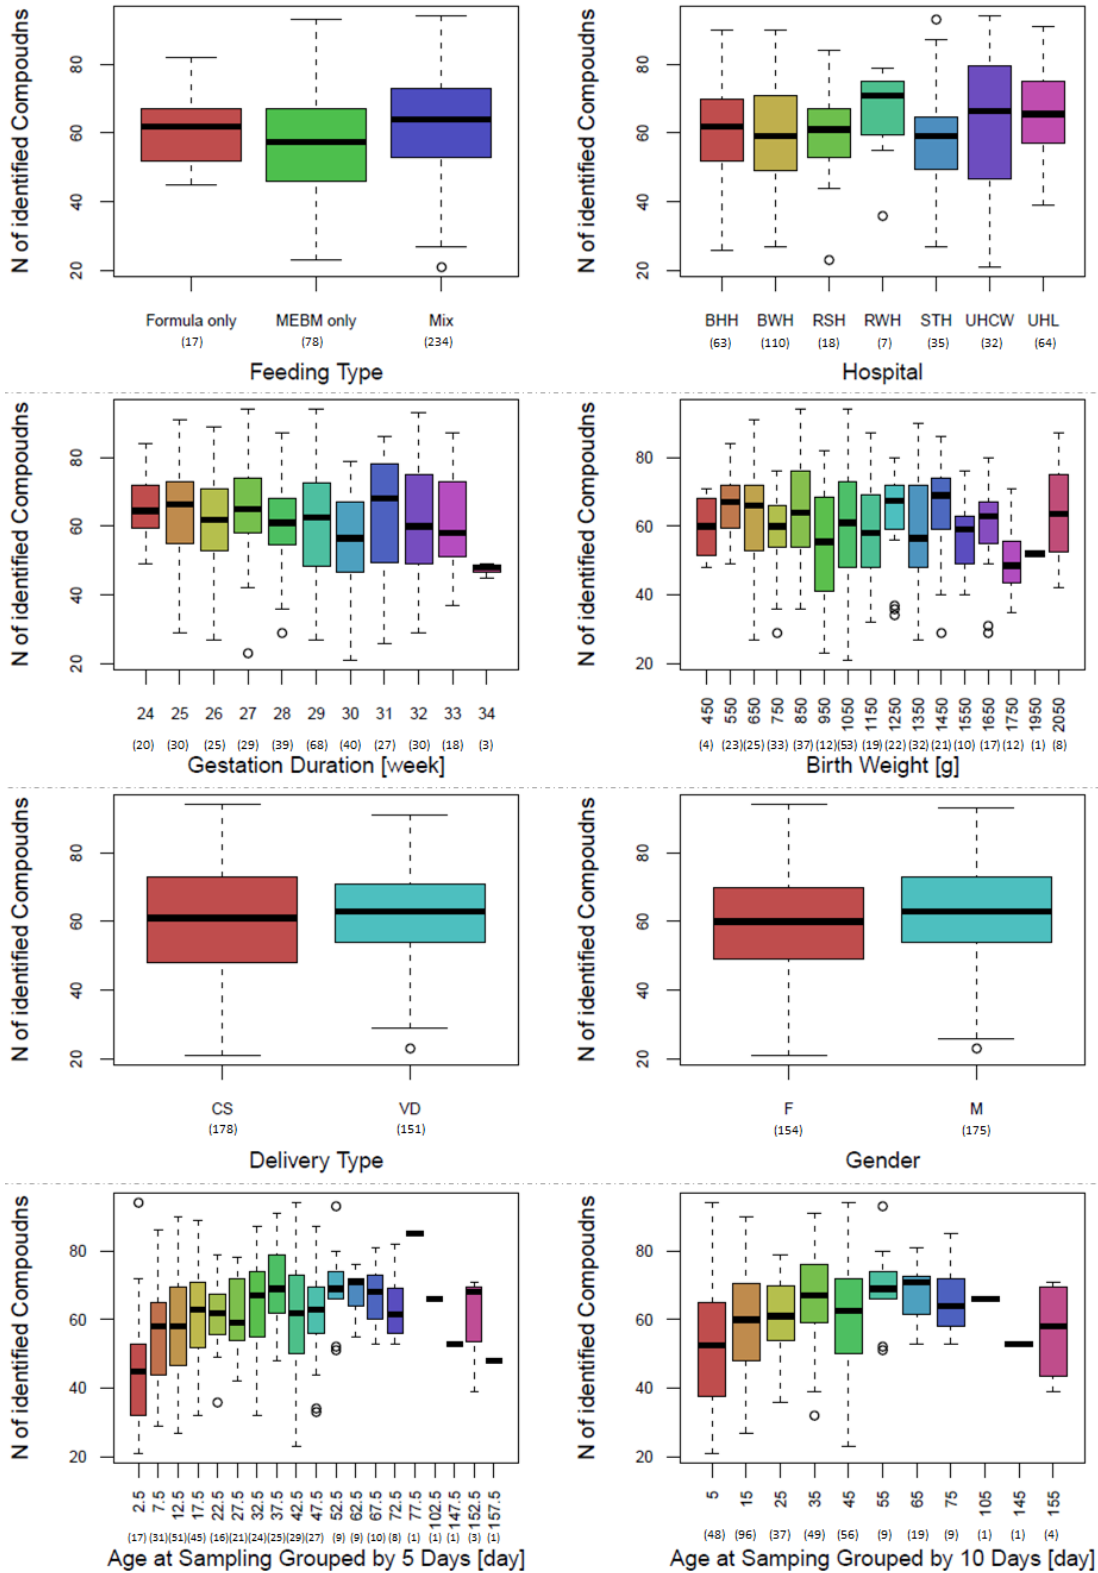 N of identified Compoudns
20 40 60 80
Formula only MEBM only Mix
(17) (78) (234)
Feeding Type
N of identified Compoudns
20 40 60 80
BHH BWH RSH RWH STH UHCW UHL
(63) (110) (18) (7) (35) (32) (64)
Hospital
N of identified Compoudns
20 40 60 80
24 25 26 27 28 29 30 31 32 33 34
(20) (30) (25) (29) (39) (68) (40) (27) (30) (18) (3)
Gestation Duration [week]
N of identified Compoudns
20 40 60 80
450 550 650 750 850 950 1050 1150 1250 1350 1450 1550 1650 1750 1950 2050
(4) (23) (25) (33) (37) (12) (53) (19) (22) (32) (21) (10) (17) (12) (1) (8)
Birth Weight [g]
N of identified Compoudns
20 40 60 80
CS VD
(178) (151)
Delivery Type
N of identified Compoudns
20 40 60 80
F M
(154) (175)
Gender
N of identified Compoudns
20 40 60 80
2.5 7.5 12.5 17.5 22.5 27.5 32.5 37.5 42.5 47.5 52.5 62.5 67.5 72.5 77.5 102.5 147.5 152.5 157.5
(17) (31) (51) (45) (16) (21) (24) (25) (29) (27) (9) (9) (10) (8) (1) (1) (1) (3) (1)
Age at Sampling Grouped by 5 Days [day]
N of identified Compoudns
20 40 60 80
5 15 25 35 45 55 65 75 105 145 155
(48) (96) (37) (49) (56) (9) (19) (9) (1) (1) (4)
Age at Samping Grouped by 10 Days [day]